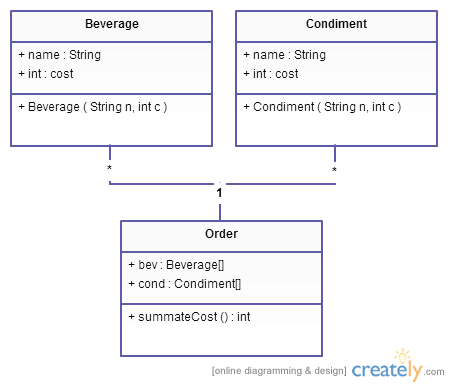 Beverage
+ name : String
+ int : cost
+ Beverage ( String n, int c )
Condiment
+ name : String
+ int : cost
+ Condiment ( String n, int c )
*
*
1
Order
+ bev : Beverage[]
+ cond : Condiment[]
+ summateCost () : int
[online diagramming & design] creately.com